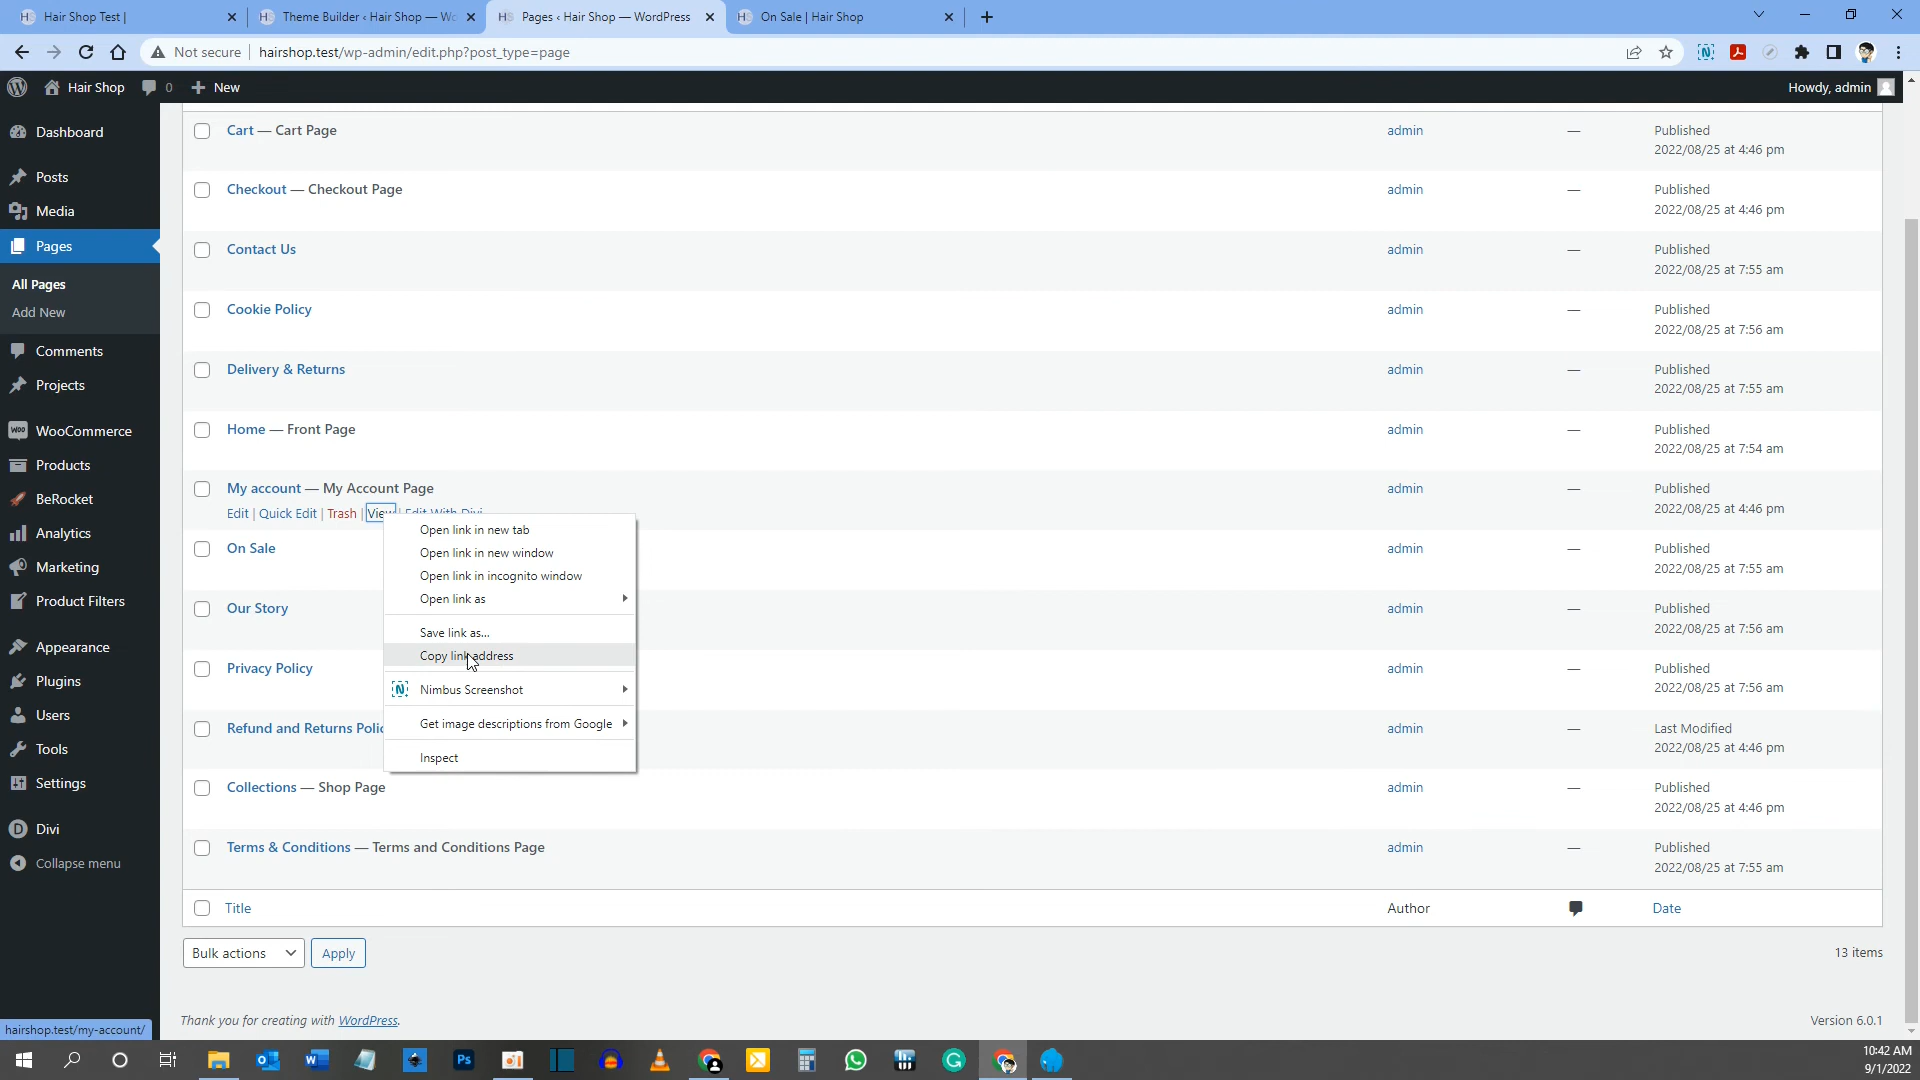 Hair Shop Test |
Theme Builder ‹ Hair Shop — Wo
Pages ‹ Hair Shop — WordPress
On Sale | Hair Shop
Not secure
hairshop.test/wp-admin/edit.php?post_type=page
Hair Shop
0
New
Howdy, admin
Dashboard
Posts
Media
Pages
All Pages
Add New
Comments
Projects
WooCommerce
Products
BeRocket
Analytics
Marketing
Product Filters
Appearance
Plugins
Users
Tools
Settings
Divi
Collapse menu
Cart — Cart Page admin — Published
2022/08/25 at 4:46 pm
Checkout — Checkout Page admin — Published
2022/08/25 at 4:46 pm
Contact Us admin — Published
2022/08/25 at 7:55 am
Cookie Policy admin — Published
2022/08/25 at 7:56 am
Delivery & Returns admin — Published
2022/08/25 at 7:55 am
Home — Front Page admin — Published
2022/08/25 at 7:54 am
My account — My Account Page admin — Published
2022/08/25 at 4:46 pm
Edit | Quick Edit | Trash | View | Edit With Divi
On Sale admin — Published
2022/08/25 at 7:55 am
Our Story admin — Published
2022/08/25 at 7:56 am
Privacy Policy admin — Published
2022/08/25 at 7:56 am
Refund and Returns Polic admin — Last Modified
2022/08/25 at 4:46 pm
Collections — Shop Page admin — Published
2022/08/25 at 4:46 pm
Terms & Conditions — Terms and Conditions Page admin — Published
2022/08/25 at 7:55 am
Open link in new tab
Open link in new window
Open link in incognito window
Open link as
Save link as...
Copy link address
Nimbus Screenshot
Get image descriptions from Google
Inspect
Title Author Date
Bulk actions Apply 13 items
Thank you for creating with WordPress.
Version 6.0.1
hairshop.test/my-account/
10:42 AM
9/1/2022